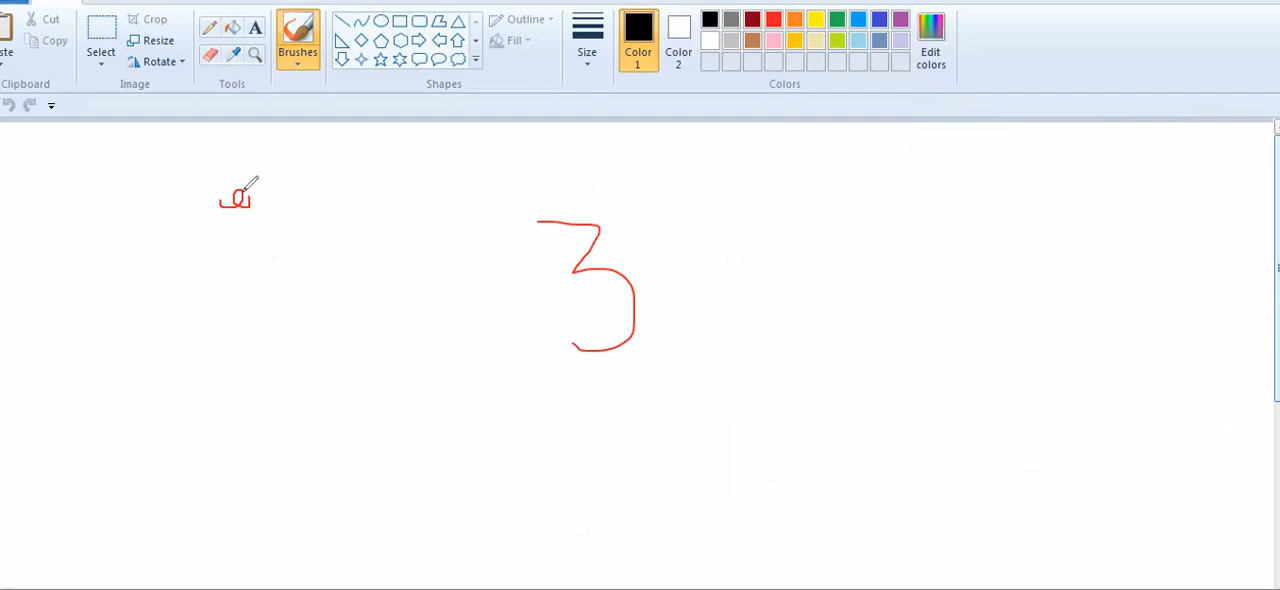 Cut
Copy
Clipboard
Select
Crop
Resize
Rotate
Image
A
Tools
Brushes
Outline
Fill
Shapes
Size
Color 1
Color 2
Colors
Edit colors
3